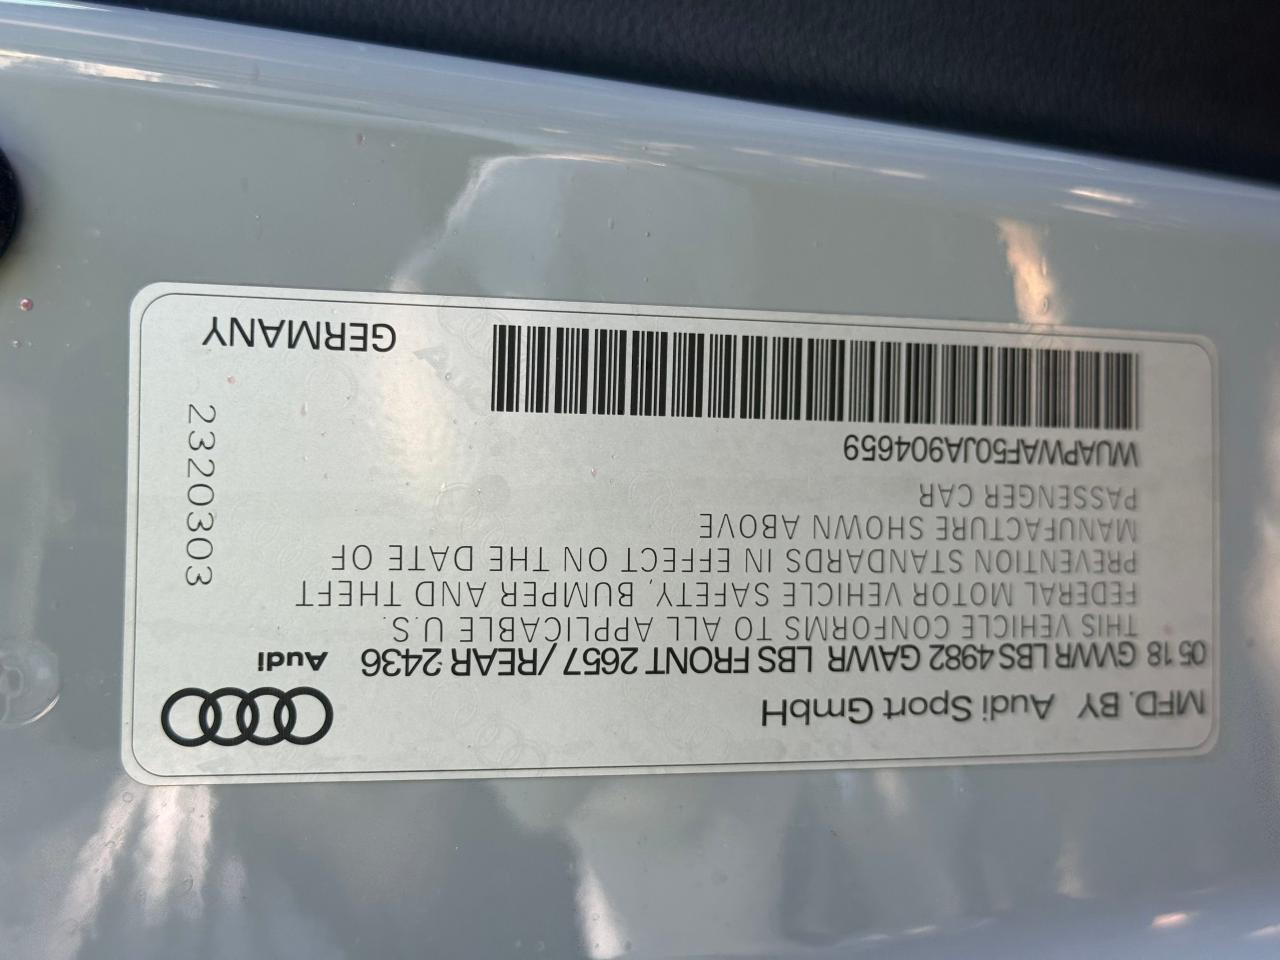 MFD. BY Audi Sport GmbH
05 18 GVWR LBS 4982 GAWR LBS FRONT 2657 / REAR 2436
Audi
THIS VEHICLE CONFORMS TO ALL APPLICABLE U.S.
FEDERAL MOTOR VEHICLE SAFETY, BUMPER AND THEFT
PREVENTION STANDARDS IN EFFECT ON THE DATE OF
MANUFACTURE SHOWN ABOVE
PASSENGER CAR
WUAPWAF50JA904659
2320303
GERMANY